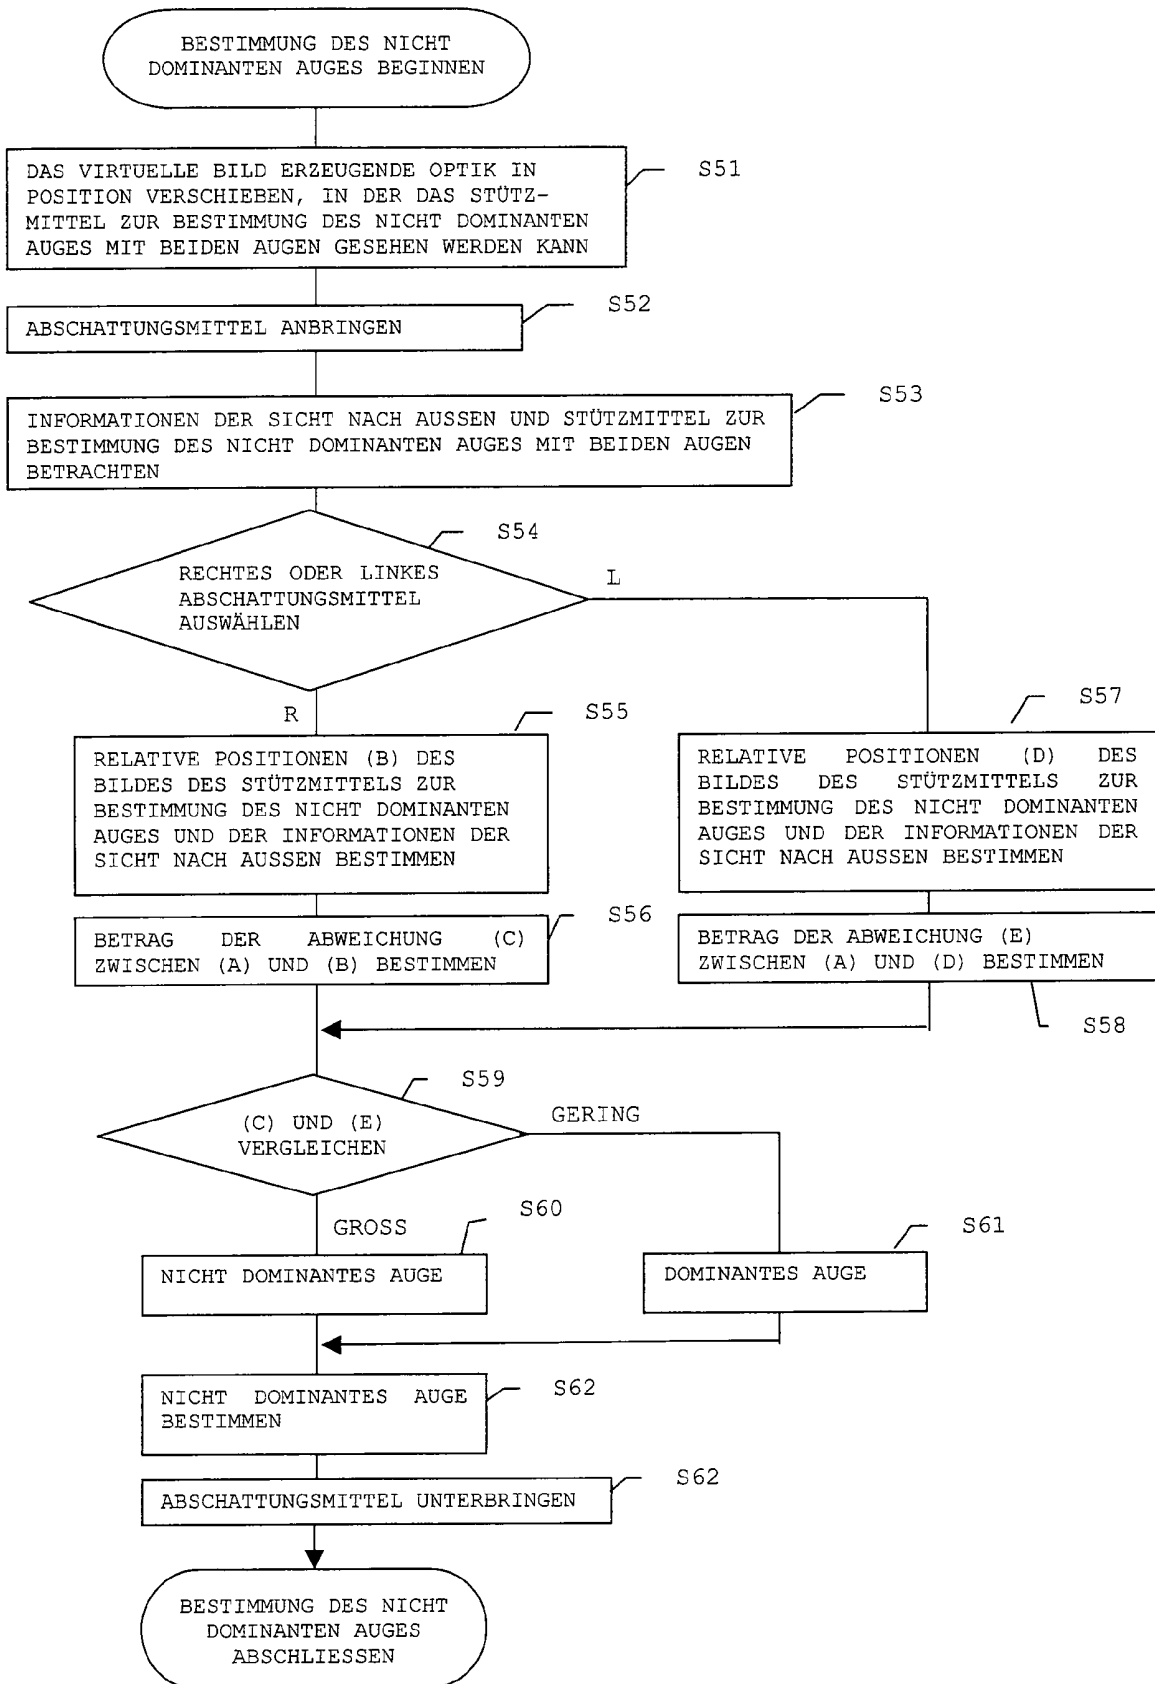 BESTIMMUNG DES NICHT
DOMINANTEN AUGES BEGINNEN
S51
DAS VIRTUELLE BILD ERZEUGENDE OPTIK IN
POSITION VERSCHIEBEN, IN DER DAS STÜTZ-
MITTEL ZUR BESTIMMUNG DES NICHT DOMINANTEN
AUGES MIT BEIDEN AUGEN GESEHEN WERDEN KANN
S52
ABSCHATTUNGSMITTEL ANBRINGEN
S53
INFORMATIONEN DER SICHT NACH AUSSEN UND STÜTZMITTEL ZUR
BESTIMMUNG DES NICHT DOMINANTEN AUGES MIT BEIDEN AUGEN
BETRACHTEN
S54
RECHTES ODER LINKES
ABSCHATTUNGSMITTEL
AUSWÄHLEN
L
R
S55
RELATIVE POSITIONEN (B) DES
BILDES DES STÜTZMITTELS ZUR
BESTIMMUNG DES NICHT DOMINANTEN
AUGES UND DER INFORMATIONEN DER
SICHT NACH AUSSEN BESTIMMEN
S57
RELATIVE POSITIONEN (D) DES
BILDES DES STÜTZMITTELS ZUR
BESTIMMUNG DES NICHT DOMINANTEN
AUGES UND DER INFORMATIONEN DER
SICHT NACH AUSSEN BESTIMMEN
S56
BETRAG DER ABWEICHUNG (C)
ZWISCHEN (A) UND (B) BESTIMMEN
BETRAG DER ABWEICHUNG (E)
ZWISCHEN (A) UND (D) BESTIMMEN
S58
S59
(C) UND (E)
VERGLEICHEN
GERING
GROSS
S60
NICHT DOMINANTES AUGE
S61
DOMINANTES AUGE
S62
NICHT DOMINANTES AUGE
BESTIMMEN
S62
ABSCHATTUNGSMITTEL UNTERBRINGEN
BESTIMMUNG DES NICHT
DOMINANTEN AUGES
ABSCHLIESSEN